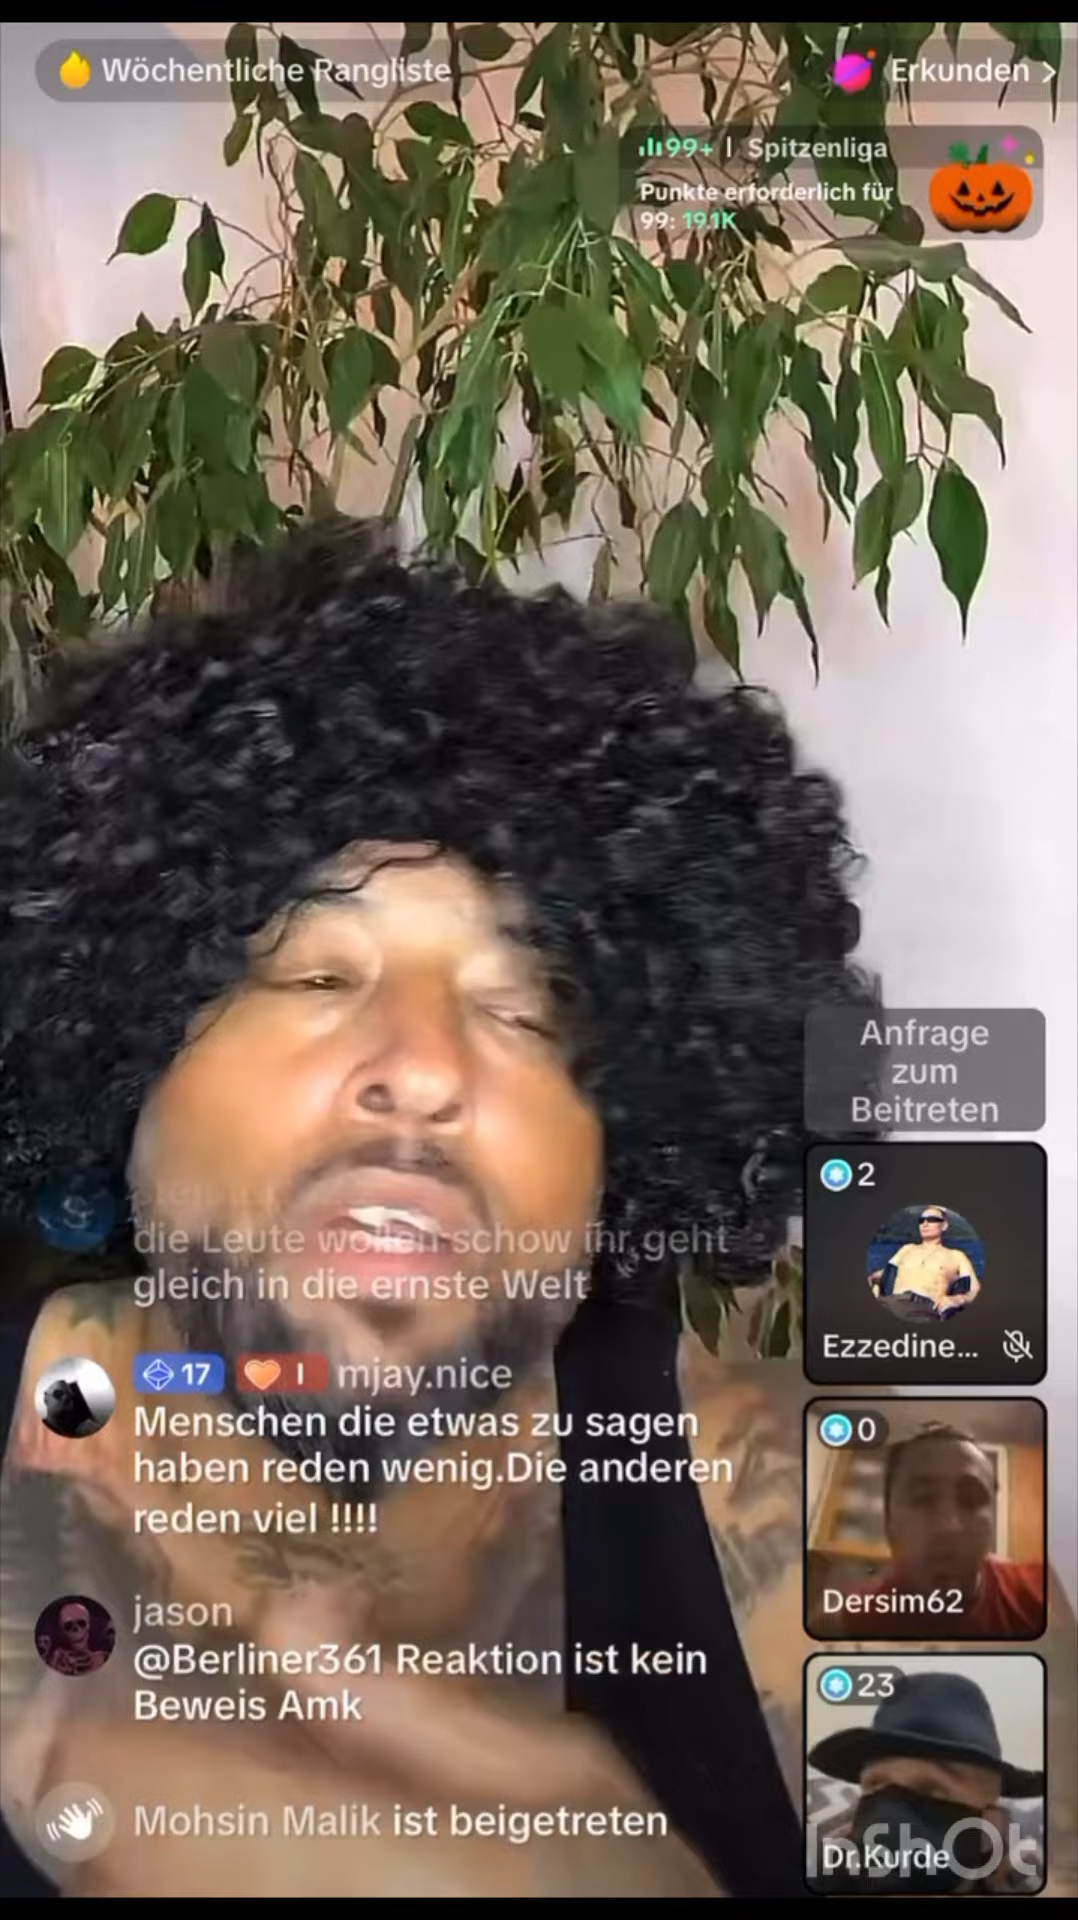 Wöchentliche Rangliste
Erkunden >
99+ | Spitzenliga
Punkte erforderlich für
99: 19.1K
Anfrage
zum
Beitreten
2
Ezzedine...
die Leute wollen schow ihr geht
gleich in die ernste Welt
17 I mjay.nice
Menschen die etwas zu sagen
haben reden wenig.Die anderen
reden viel !!!!
0
Dersim62
jason
@Berliner361 Reaktion ist kein
Beweis Amk
23
Dr.Kurde
Mohsin Malik ist beigetreten
InShOt